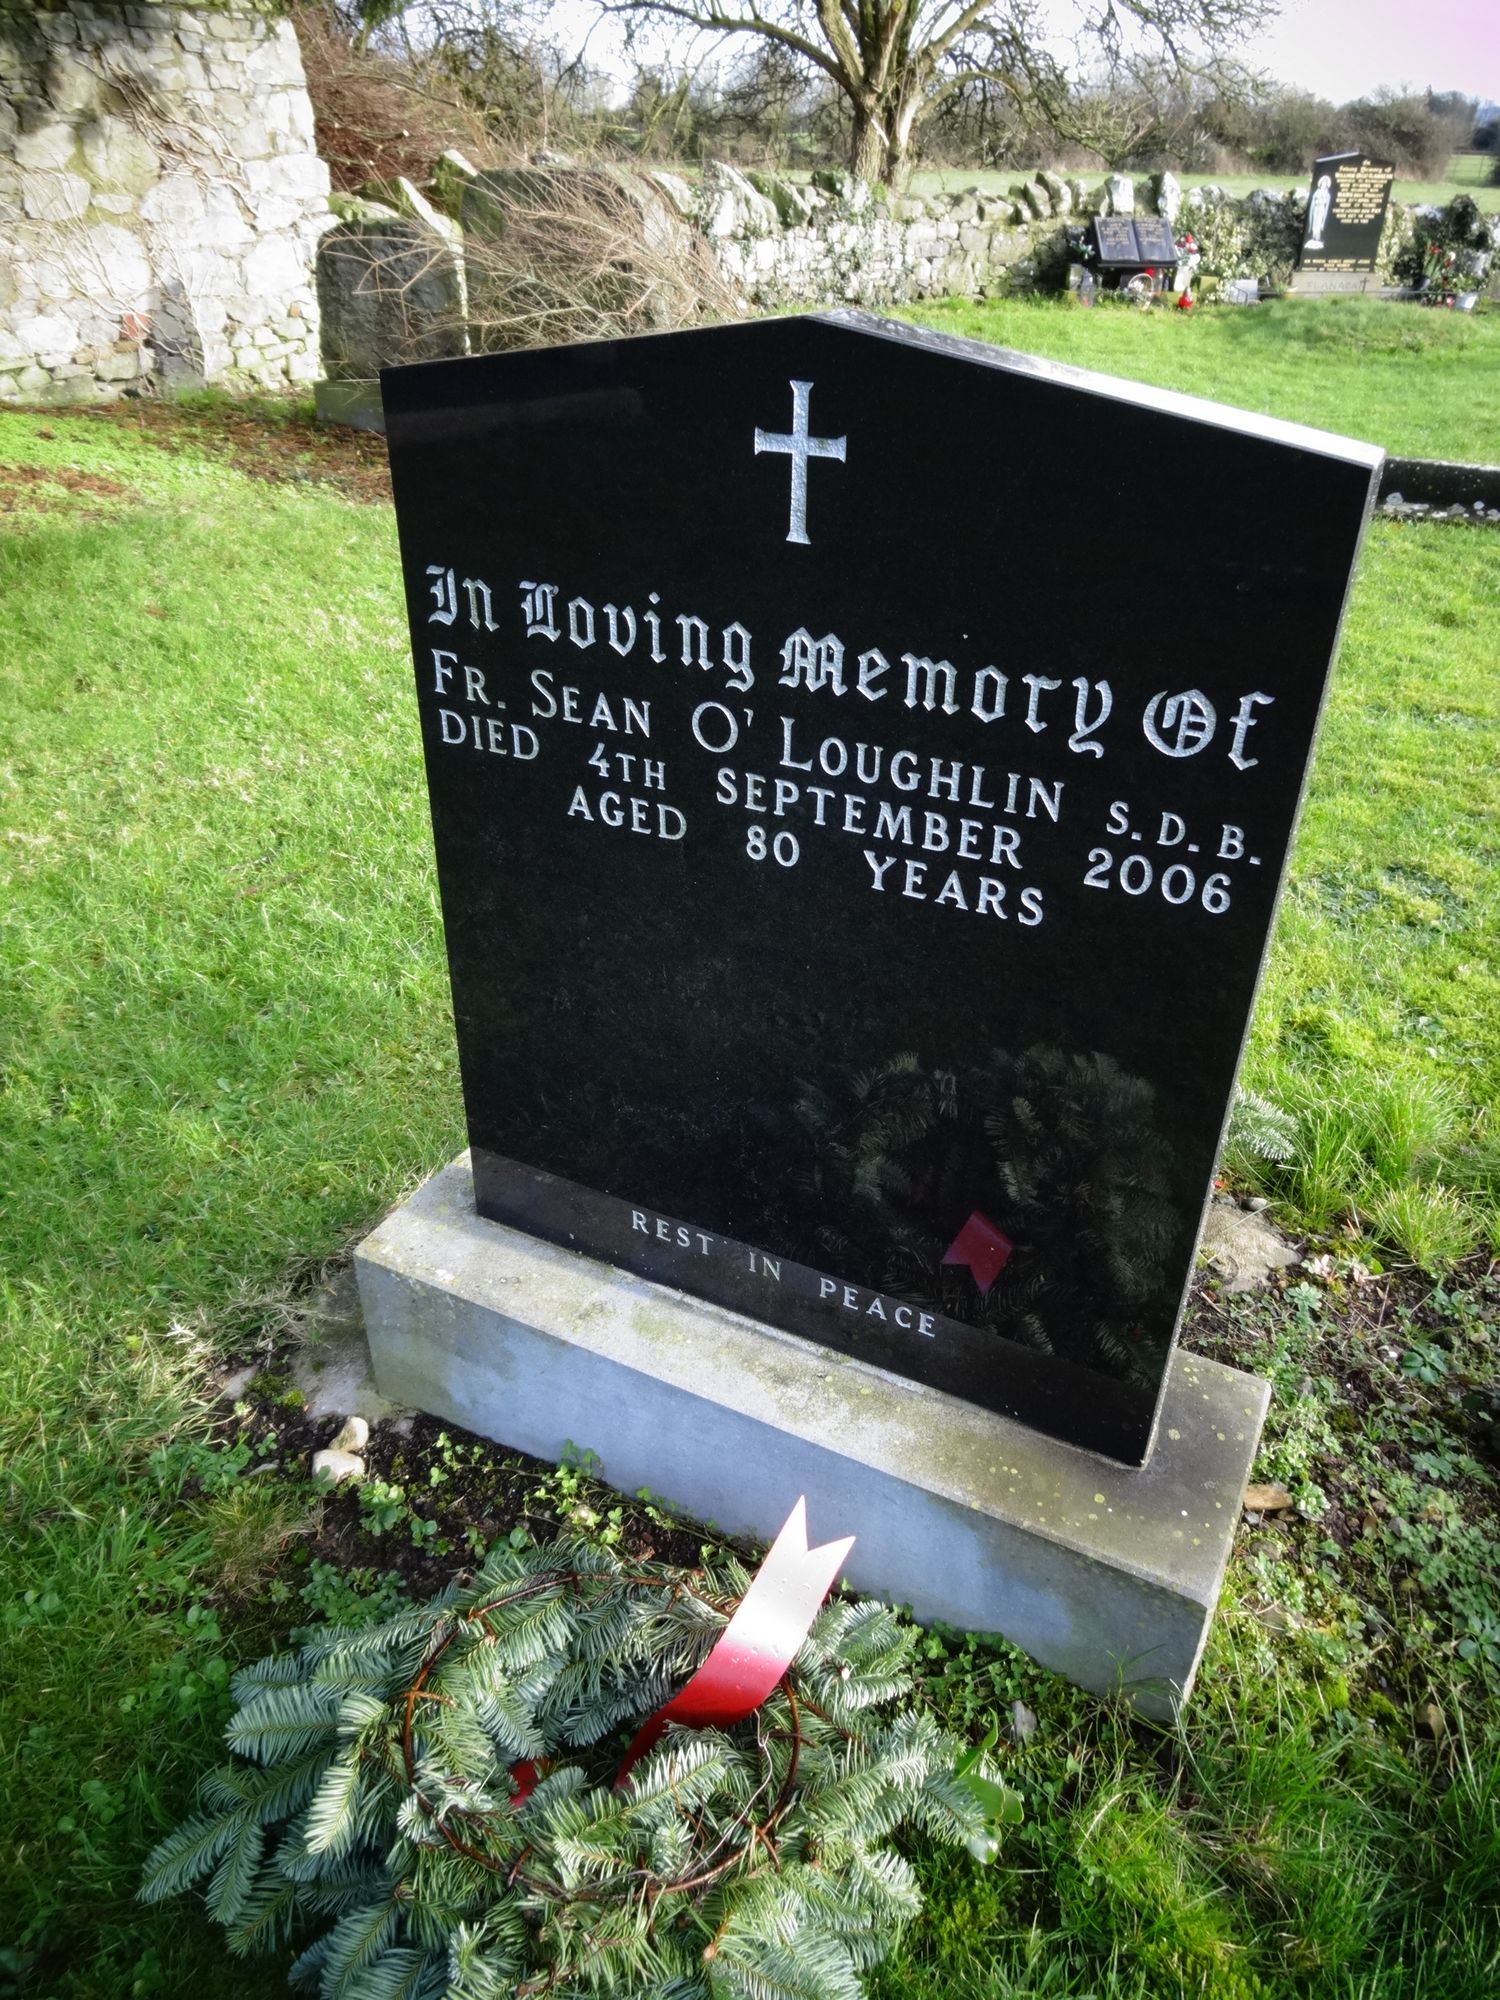 In Loving Memory Of
FR. SEAN O' LOUGHLIN S.D.B.
DIED 4TH SEPTEMBER 2006
AGED 80 YEARS
REST IN PEACE